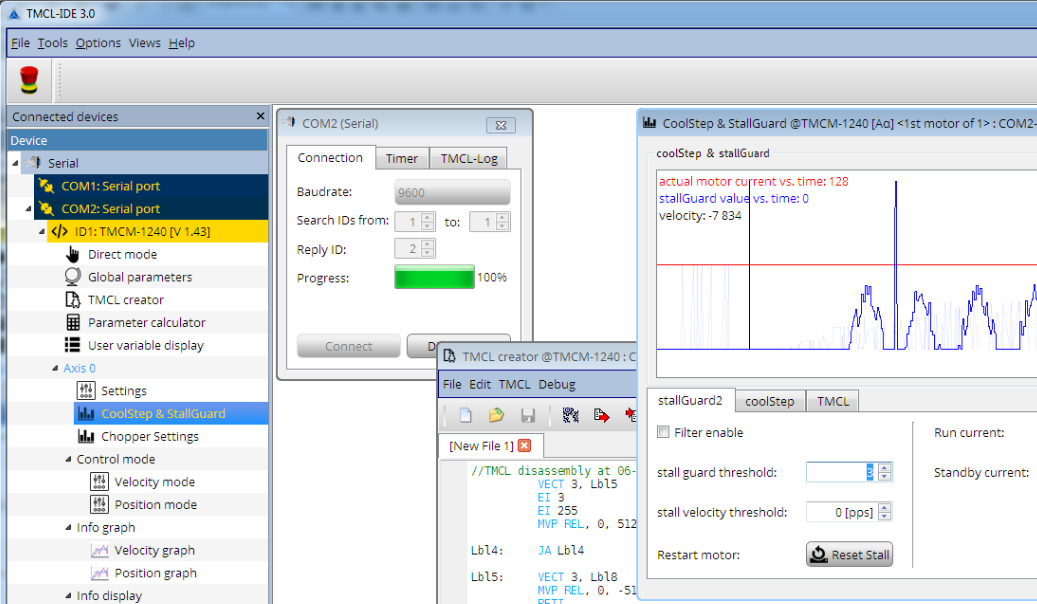 TMCL-IDE 3.0
File Tools Options Views Help
Connected devices
Device
Serial
COM1: Serial port
COM2: Serial port
ID1: TMCM-1240 [V 1.43]
Direct mode
Global parameters
TMCL creator
Parameter calculator
User variable display
Axis 0
Settings
CoolStep & StallGuard
Chopper Settings
Control mode
Velocity mode
Position mode
Info graph
Velocity graph
Position graph
Info display
COM2 (Serial)
Connection Timer TMCL-Log
Baudrate: 9600
Search IDs from: 1 to: 1
Reply ID: 2
Progress: 100%
Connect D
TMCL creator @TMCM-1240 : C
File Edit TMCL Debug
[New File 1]
//TMCL disassembly at 06-
VECT 3, Lbl5
EI 3
EI 255
MVP REL, 0, 512
Lbl4: JA Lbl4
Lbl5: VECT 3, Lbl8
MVP REL, 0, -51
RETI
CoolStep & StallGuard @TMCM-1240 [Aα] <1st motor of 1> : COM2-
coolStep & stallGuard
actual motor current vs. time: 128
stallGuard value vs. time: 0
velocity: -7 834
stallGuard2 coolStep TMCL
Filter enable
stall guard threshold: 3
stall velocity threshold: 0 [pps]
Restart motor: Reset Stall
Run current:
Standby current: